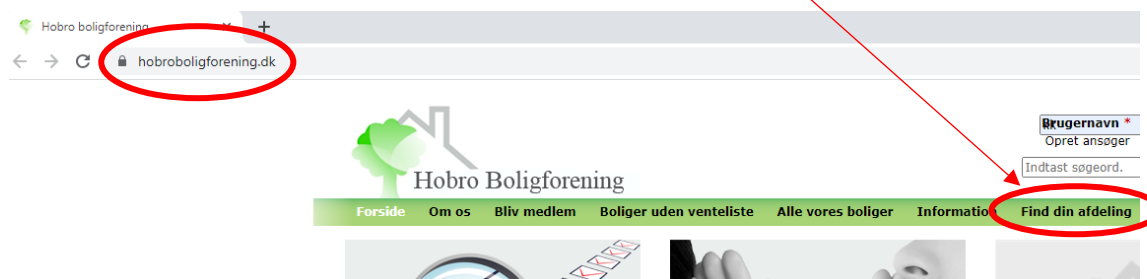 Hobro boligforening
hobroboligforening.dk
Brugernavn *
Opret ansøger
Indtast søgeord.
Hobro Boligforening
Forside Om os Bliv medlem Boliger uden venteliste Alle vores boliger Information Find din afdeling